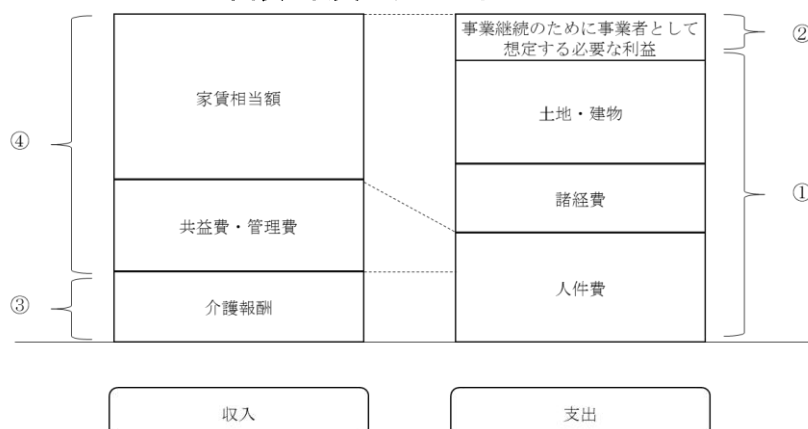 事業継続のために事業者として
想定する必要な利益
②
家賃相当額
土地・建物
④
①
諸経費
共益費・管理費
人件費
③
介護報酬
収入
支出